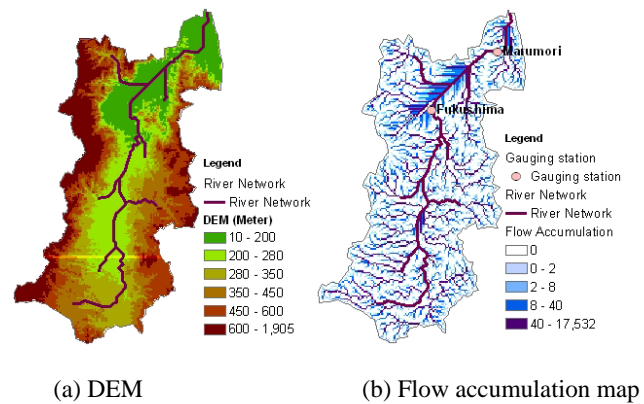 Legend
River Network
River Network
DEM (Meter)
10 - 200
200 - 280
280 - 350
350 - 450
450 - 600
600 - 1,905
(a) DEM
Marumori
Fukushima
Legend
Gauging station
Gauging station
River Network
River Network
Flow Accumulation
0
0 - 2
2 - 8
8 - 40
40 - 17,532
(b) Flow accumulation map